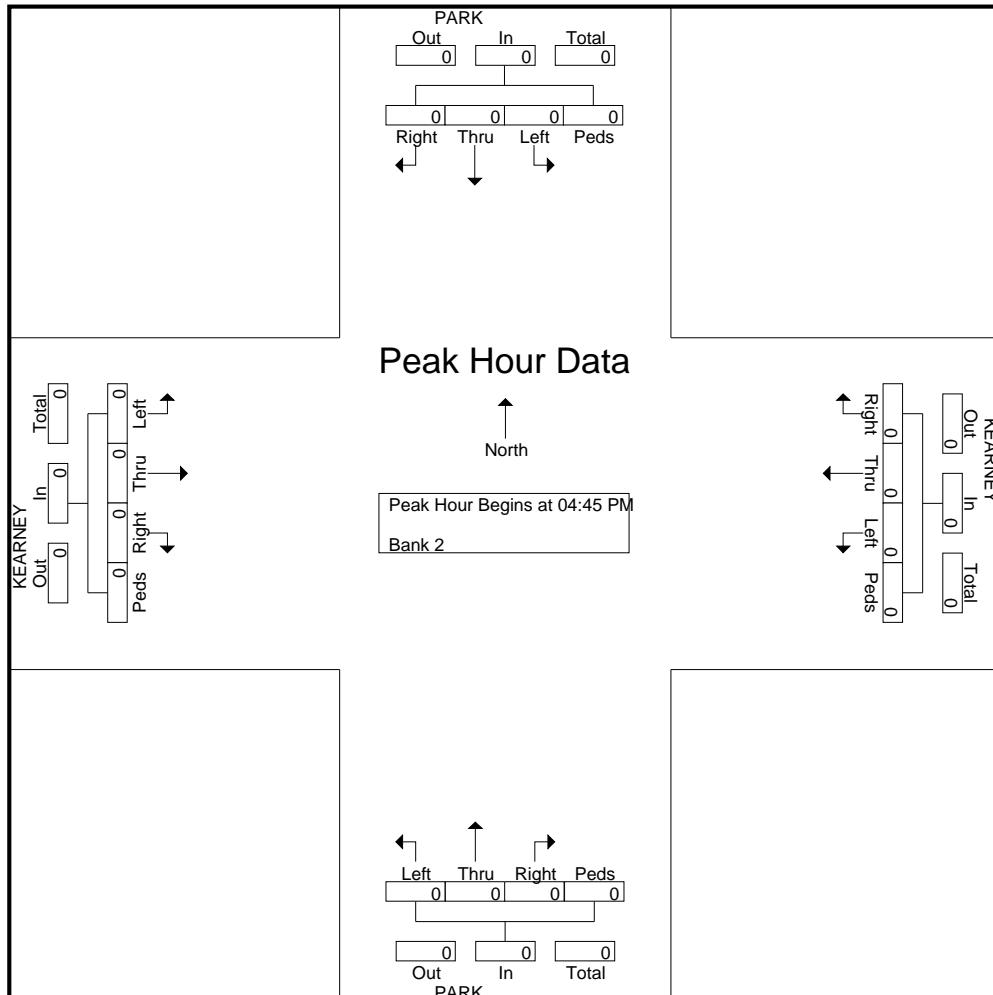 PARK
Out In Total
0 0 0
0 0 0 0
Right Thru Left Peds
Peak Hour Data
North
Peak Hour Begins at 04:45 PM
Bank 2
KEARNEY
Total In Out
0 0 0
0 0 0 0
Left Thru Right Peds
KEARNEY
Out In Total
0 0 0
0 0 0 0
Right Thru Left Peds
Left Thru Right Peds
0 0 0 0
0 0 0
Out In Total
PARK